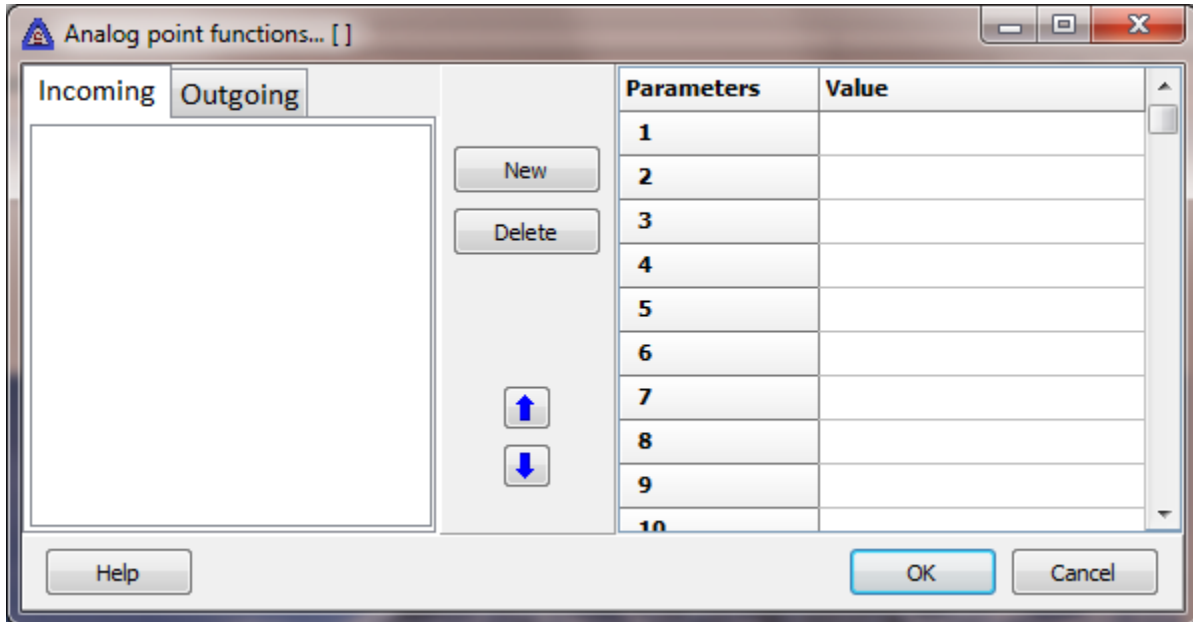 Analog point functions... [ ]
Incoming Outgoing
Parameters Value
1
New
2
3
Delete
4
5
6
7
8
9
10
Help OK Cancel